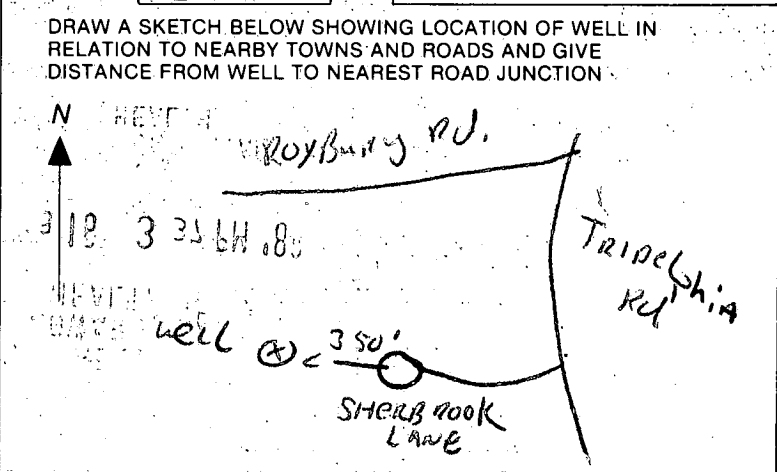 DRAW A SKETCH BELOW SHOWING LOCATION OF WELL IN
RELATION TO NEARBY TOWNS AND ROADS AND GIVE
DISTANCE FROM WELL TO NEAREST ROAD JUNCTION
N
Roxbury Rd.
TRIDelphia
Rd
well
350'
SHERBROOK
LANE